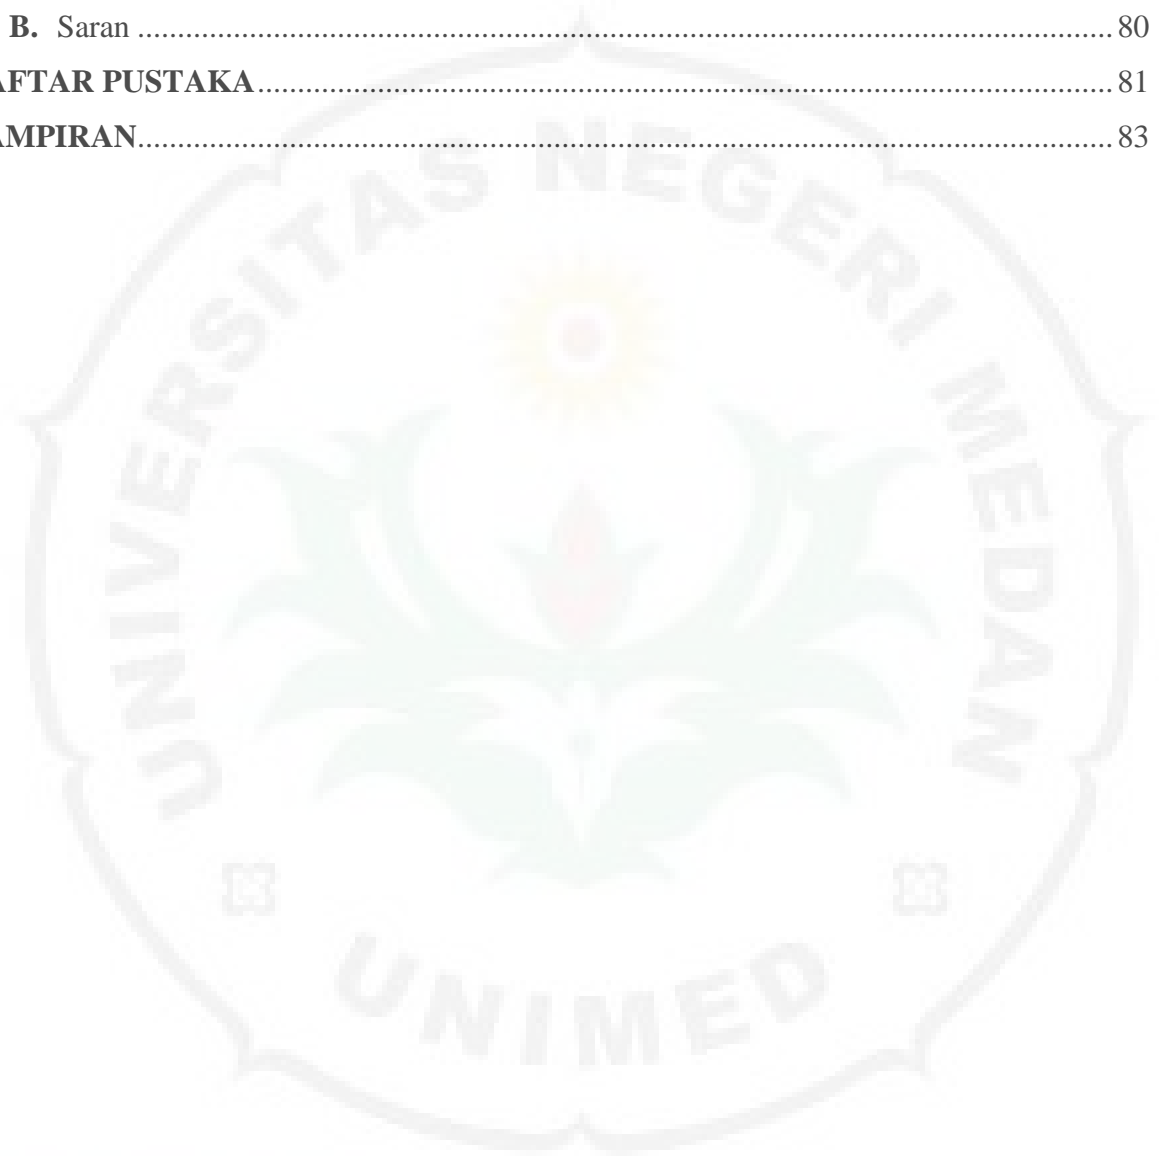 B. Saran ........................................................................................................................ 80
AFTAR PUSTAKA......................................................................................................... 81
AMPIRAN........................................................................................................................ 83
UNIVERSITAS NEGERI MEDAN
UNIMED